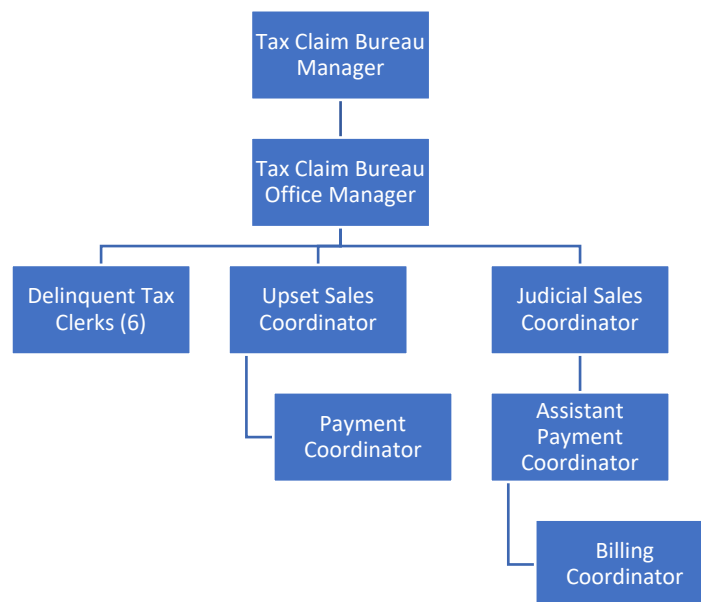 Tax Claim Bureau
Manager
Tax Claim Bureau
Office Manager
Delinquent Tax
Clerks (6)
Upset Sales
Coordinator
Judicial Sales
Coordinator
Payment
Coordinator
Assistant
Payment
Coordinator
Billing
Coordinator